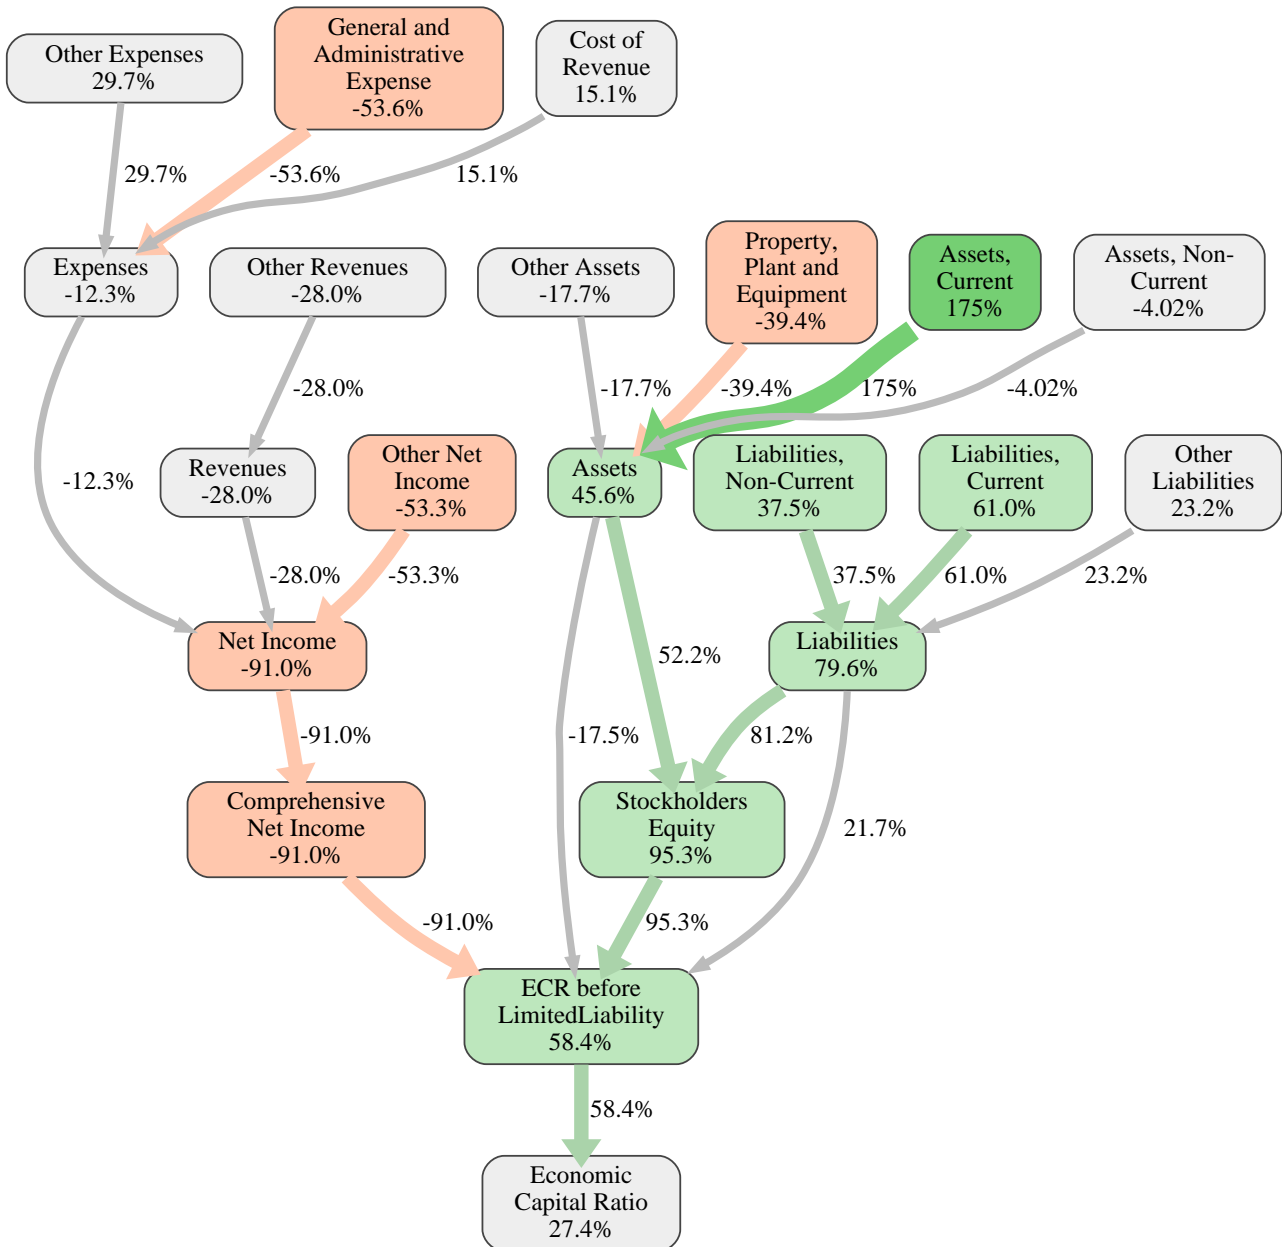 Other Expenses
29.7%
General and
Administrative
Expense
-53.6%
Cost of
Revenue
15.1%
29.7%
-53.6%
15.1%
Expenses
-12.3%
Other Revenues
-28.0%
Other Assets
-17.7%
Property,
Plant and
Equipment
-39.4%
Assets,
Current
175%
Assets, Non-
Current
-4.02%
-28.0%
-17.7%
-39.4%
175%
-4.02%
-12.3%
Revenues
-28.0%
Other Net
Income
-53.3%
Assets
45.6%
Liabilities,
Non-Current
37.5%
Liabilities,
Current
61.0%
Other
Liabilities
23.2%
-28.0%
-53.3%
37.5%
61.0%
23.2%
Net Income
-91.0%
52.2%
Liabilities
79.6%
-91.0%
-17.5%
81.2%
Comprehensive
Net Income
-91.0%
Stockholders
Equity
95.3%
21.7%
-91.0%
95.3%
ECR before
LimitedLiability
58.4%
58.4%
Economic
Capital Ratio
27.4%